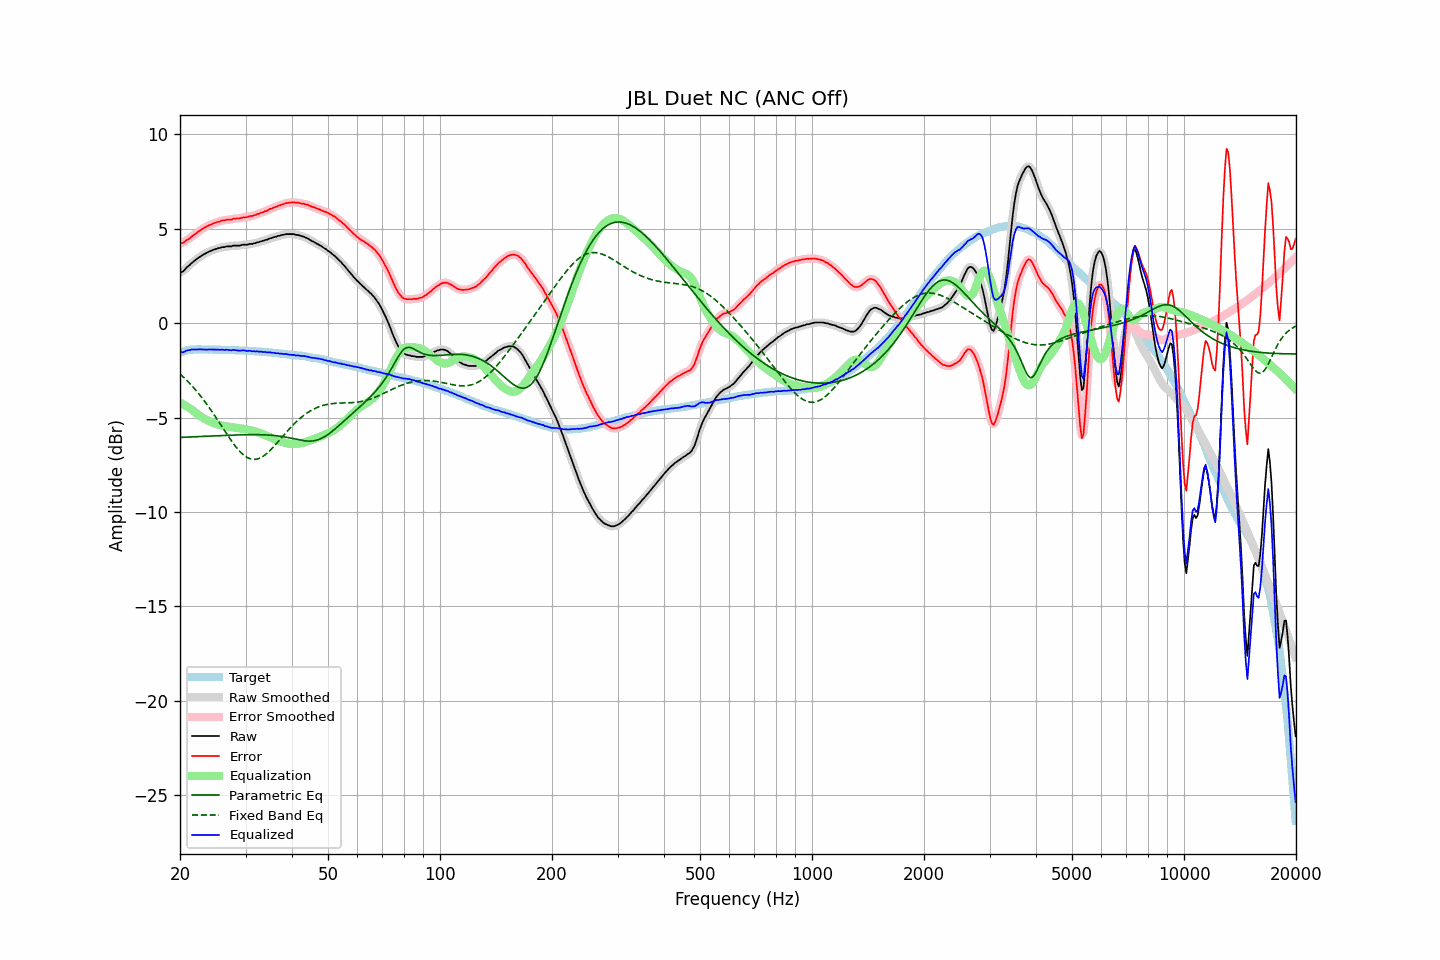 JBL Duet NC (ANC Off)
10
5
0
−5
−10
−15
−20
−25
Amplitude (dBr)
Target
Raw Smoothed
Error Smoothed
Raw
Error
Equalization
Parametric Eq
Fixed Band Eq
Equalized
20
50
100
200
500
1000
2000
5000
10000
20000
Frequency (Hz)